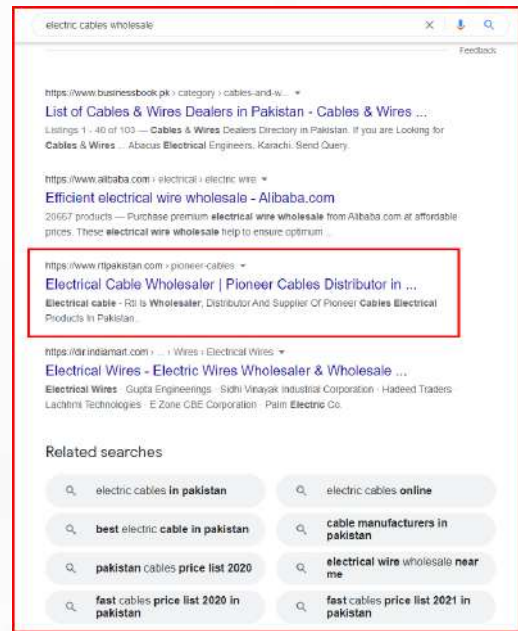 electric cables wholesale
Feedback
https://www.businessbook.pk › category › cables-and-w...
List of Cables & Wires Dealers in Pakistan - Cables & Wires ...
Listings 1 - 40 of 103 — Cables & Wires Dealers Directory in Pakistan. If you are Looking for
Cables & Wires ... Abacus Electrical Engineers, Karachi. Send Query.
https://www.alibaba.com › electrical › electric wire
Efficient electrical wire wholesale - Alibaba.com
20667 products — Purchase premium electrical wire wholesale from Alibaba.com at affordable
prices. These electrical wire wholesale help to ensure optimum ...
https://www.rtlpakistan.com › pioneer-cables
Electrical Cable Wholesaler | Pioneer Cables Distributor in ...
Electrical cable - Rtl Is Wholesaler, Distributor And Supplier Of Pioneer Cables Electrical
Products In Pakistan.
https://dir.indiamart.com › ... › Wires › Electrical Wires
Electrical Wires - Electric Wires Wholesaler & Wholesale ...
Electrical Wires · Gupta Engineerings · Sidhi Vinayak Industrial Corporation · Hadeed Traders
Lachhmi Technologies · E Zone CBE Corporation · Palm Electric Co.
Related searches
electric cables in pakistan
electric cables online
best electric cable in pakistan
cable manufacturers in
pakistan
pakistan cables price list 2020
electrical wire wholesale near
me
fast cables price list 2020 in
pakistan
fast cables price list 2021 in
pakistan